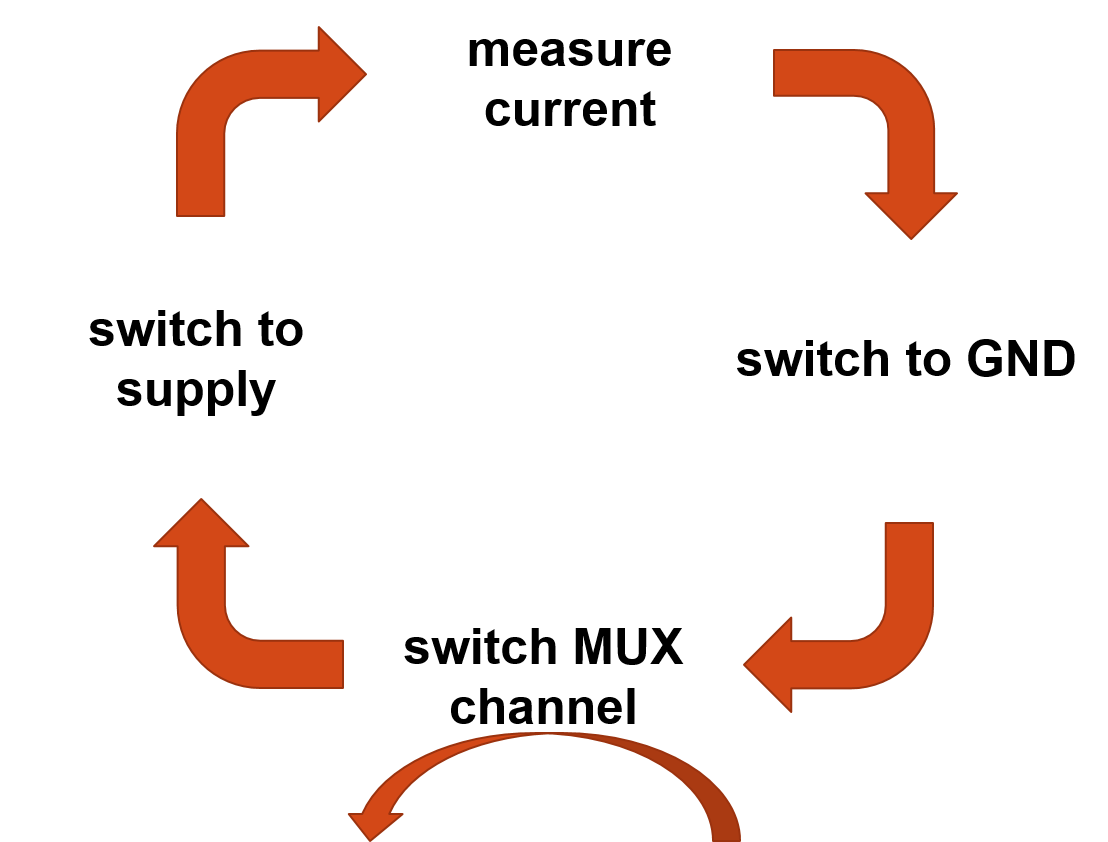 measure
current
switch to
supply
switch to GND
switch MUX
channel